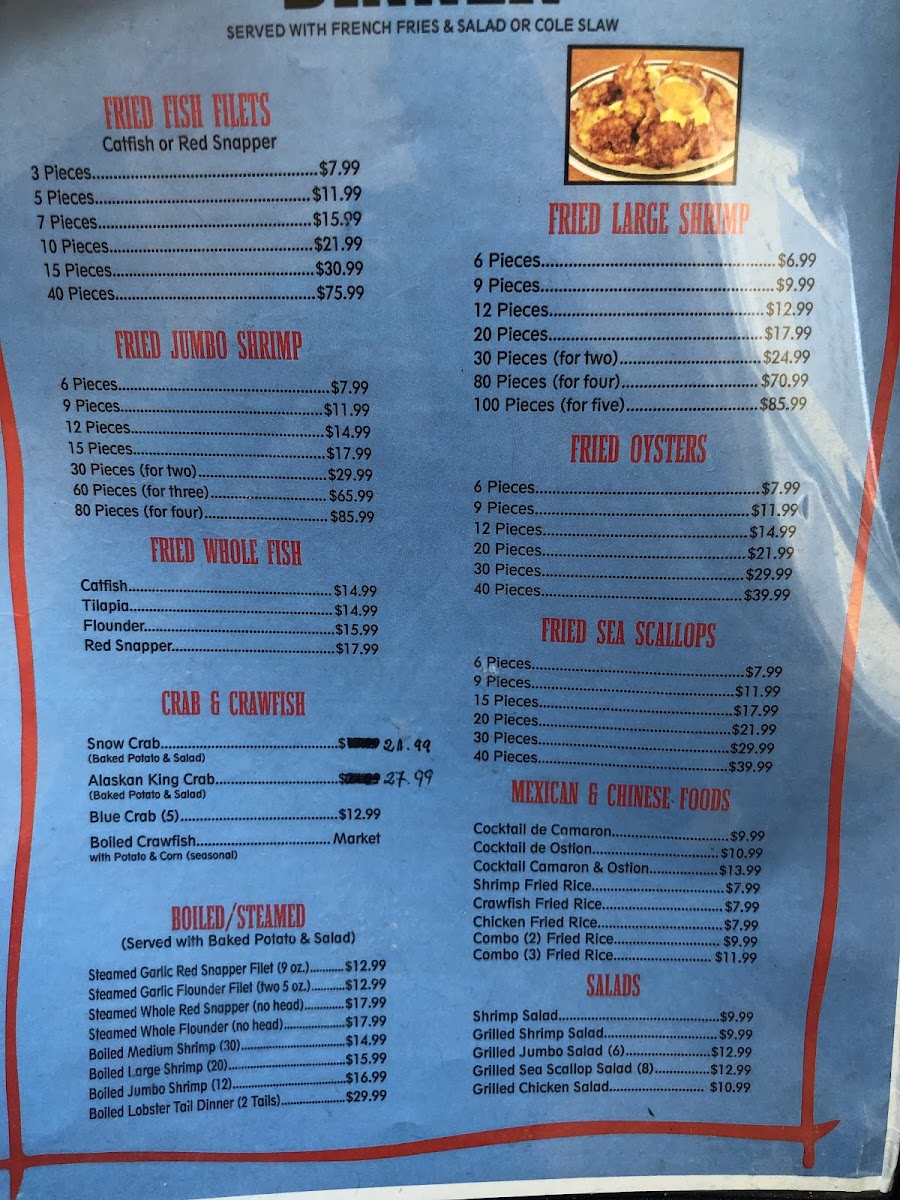 DINNER
SERVED WITH FRENCH FRIES & SALAD OR COLE SLAW
FRIED FISH FILETS
Catfish or Red Snapper
3 Pieces..........$7.99
5 Pieces..........$11.99
7 Pieces..........$15.99
10 Pieces..........$21.99
15 Pieces..........$30.99
40 Pieces..........$75.99
FRIED JUMBO SHRIMP
6 Pieces..........$7.99
9 Pieces..........$11.99
12 Pieces..........$14.99
15 Pieces..........$17.99
30 Pieces (for two)..........$29.99
60 Pieces (for three)..........$65.99
80 Pieces (for four)..........$85.99
FRIED WHOLE FISH
Catfish..........$14.99
Tilapia..........$14.99
Flounder..........$15.99
Red Snapper..........$17.99
CRAB & CRAWFISH
Snow Crab..........$ 21.99
(Baked Potato & Salad)
Alaskan King Crab..........$ 27.99
(Baked Potato & Salad)
Blue Crab (5)..........$12.99
Boiled Crawfish..........Market
with Potato & Corn (seasonal)
BOILED/STEAMED
(Served with Baked Potato & Salad)
Steamed Garlic Red Snapper Filet (9 oz.)..........$12.99
Steamed Garlic Flounder Filet (two 5 oz.)..........$12.99
Steamed Whole Red Snapper (no head)..........$17.99
Steamed Whole Flounder (no head)..........$17.99
Boiled Medium Shrimp (30)..........$14.99
Boiled Large Shrimp (20)..........$15.99
Boiled Jumbo Shrimp (12)..........$16.99
Boiled Lobster Tail Dinner (2 Tails)..........$29.99
FRIED LARGE SHRIMP
6 Pieces..........$6.99
9 Pieces..........$9.99
12 Pieces..........$12.99
20 Pieces..........$17.99
30 Pieces (for two)..........$24.99
80 Pieces (for four)..........$70.99
100 Pieces (for five)..........$85.99
FRIED OYSTERS
6 Pieces..........$7.99
9 Pieces..........$11.99
12 Pieces..........$14.99
20 Pieces..........$21.99
30 Pieces..........$29.99
40 Pieces..........$39.99
FRIED SEA SCALLOPS
6 Pieces..........$7.99
9 Pieces..........$11.99
15 Pieces..........$17.99
20 Pieces..........$21.99
30 Pieces..........$29.99
40 Pieces..........$39.99
MEXICAN & CHINESE FOODS
Cocktail de Camaron..........$9.99
Cocktail de Ostion..........$10.99
Cocktail Camaron & Ostion..........$13.99
Shrimp Fried Rice..........$7.99
Crawfish Fried Rice..........$7.99
Chicken Fried Rice..........$7.99
Combo (2) Fried Rice..........$9.99
Combo (3) Fried Rice..........$11.99
SALADS
Shrimp Salad..........$9.99
Grilled Shrimp Salad..........$9.99
Grilled Jumbo Salad (6)..........$12.99
Grilled Sea Scallop Salad (8)..........$12.99
Grilled Chicken Salad.......... $10.99